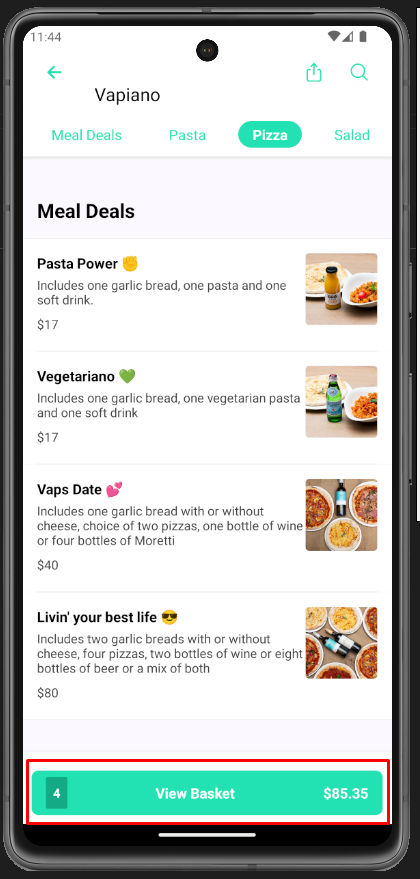 11:44
Vapiano
Meal Deals Pasta Pizza Salad
Meal Deals
Pasta Power ✊
Includes one garlic bread, one pasta and one
soft drink.
$17
Vegetariano 💚
Includes one garlic bread, one vegetarian pasta
and one soft drink
$17
Vaps Date 💕
Includes one garlic bread with or without
cheese, choice of two pizzas, one bottle of wine
or four bottles of Moretti
$40
Livin' your best life 😎
Includes two garlic breads with or without
cheese, four pizzas, two bottles of wine or eight
bottles of beer or a mix of both
$80
4 View Basket $85.35